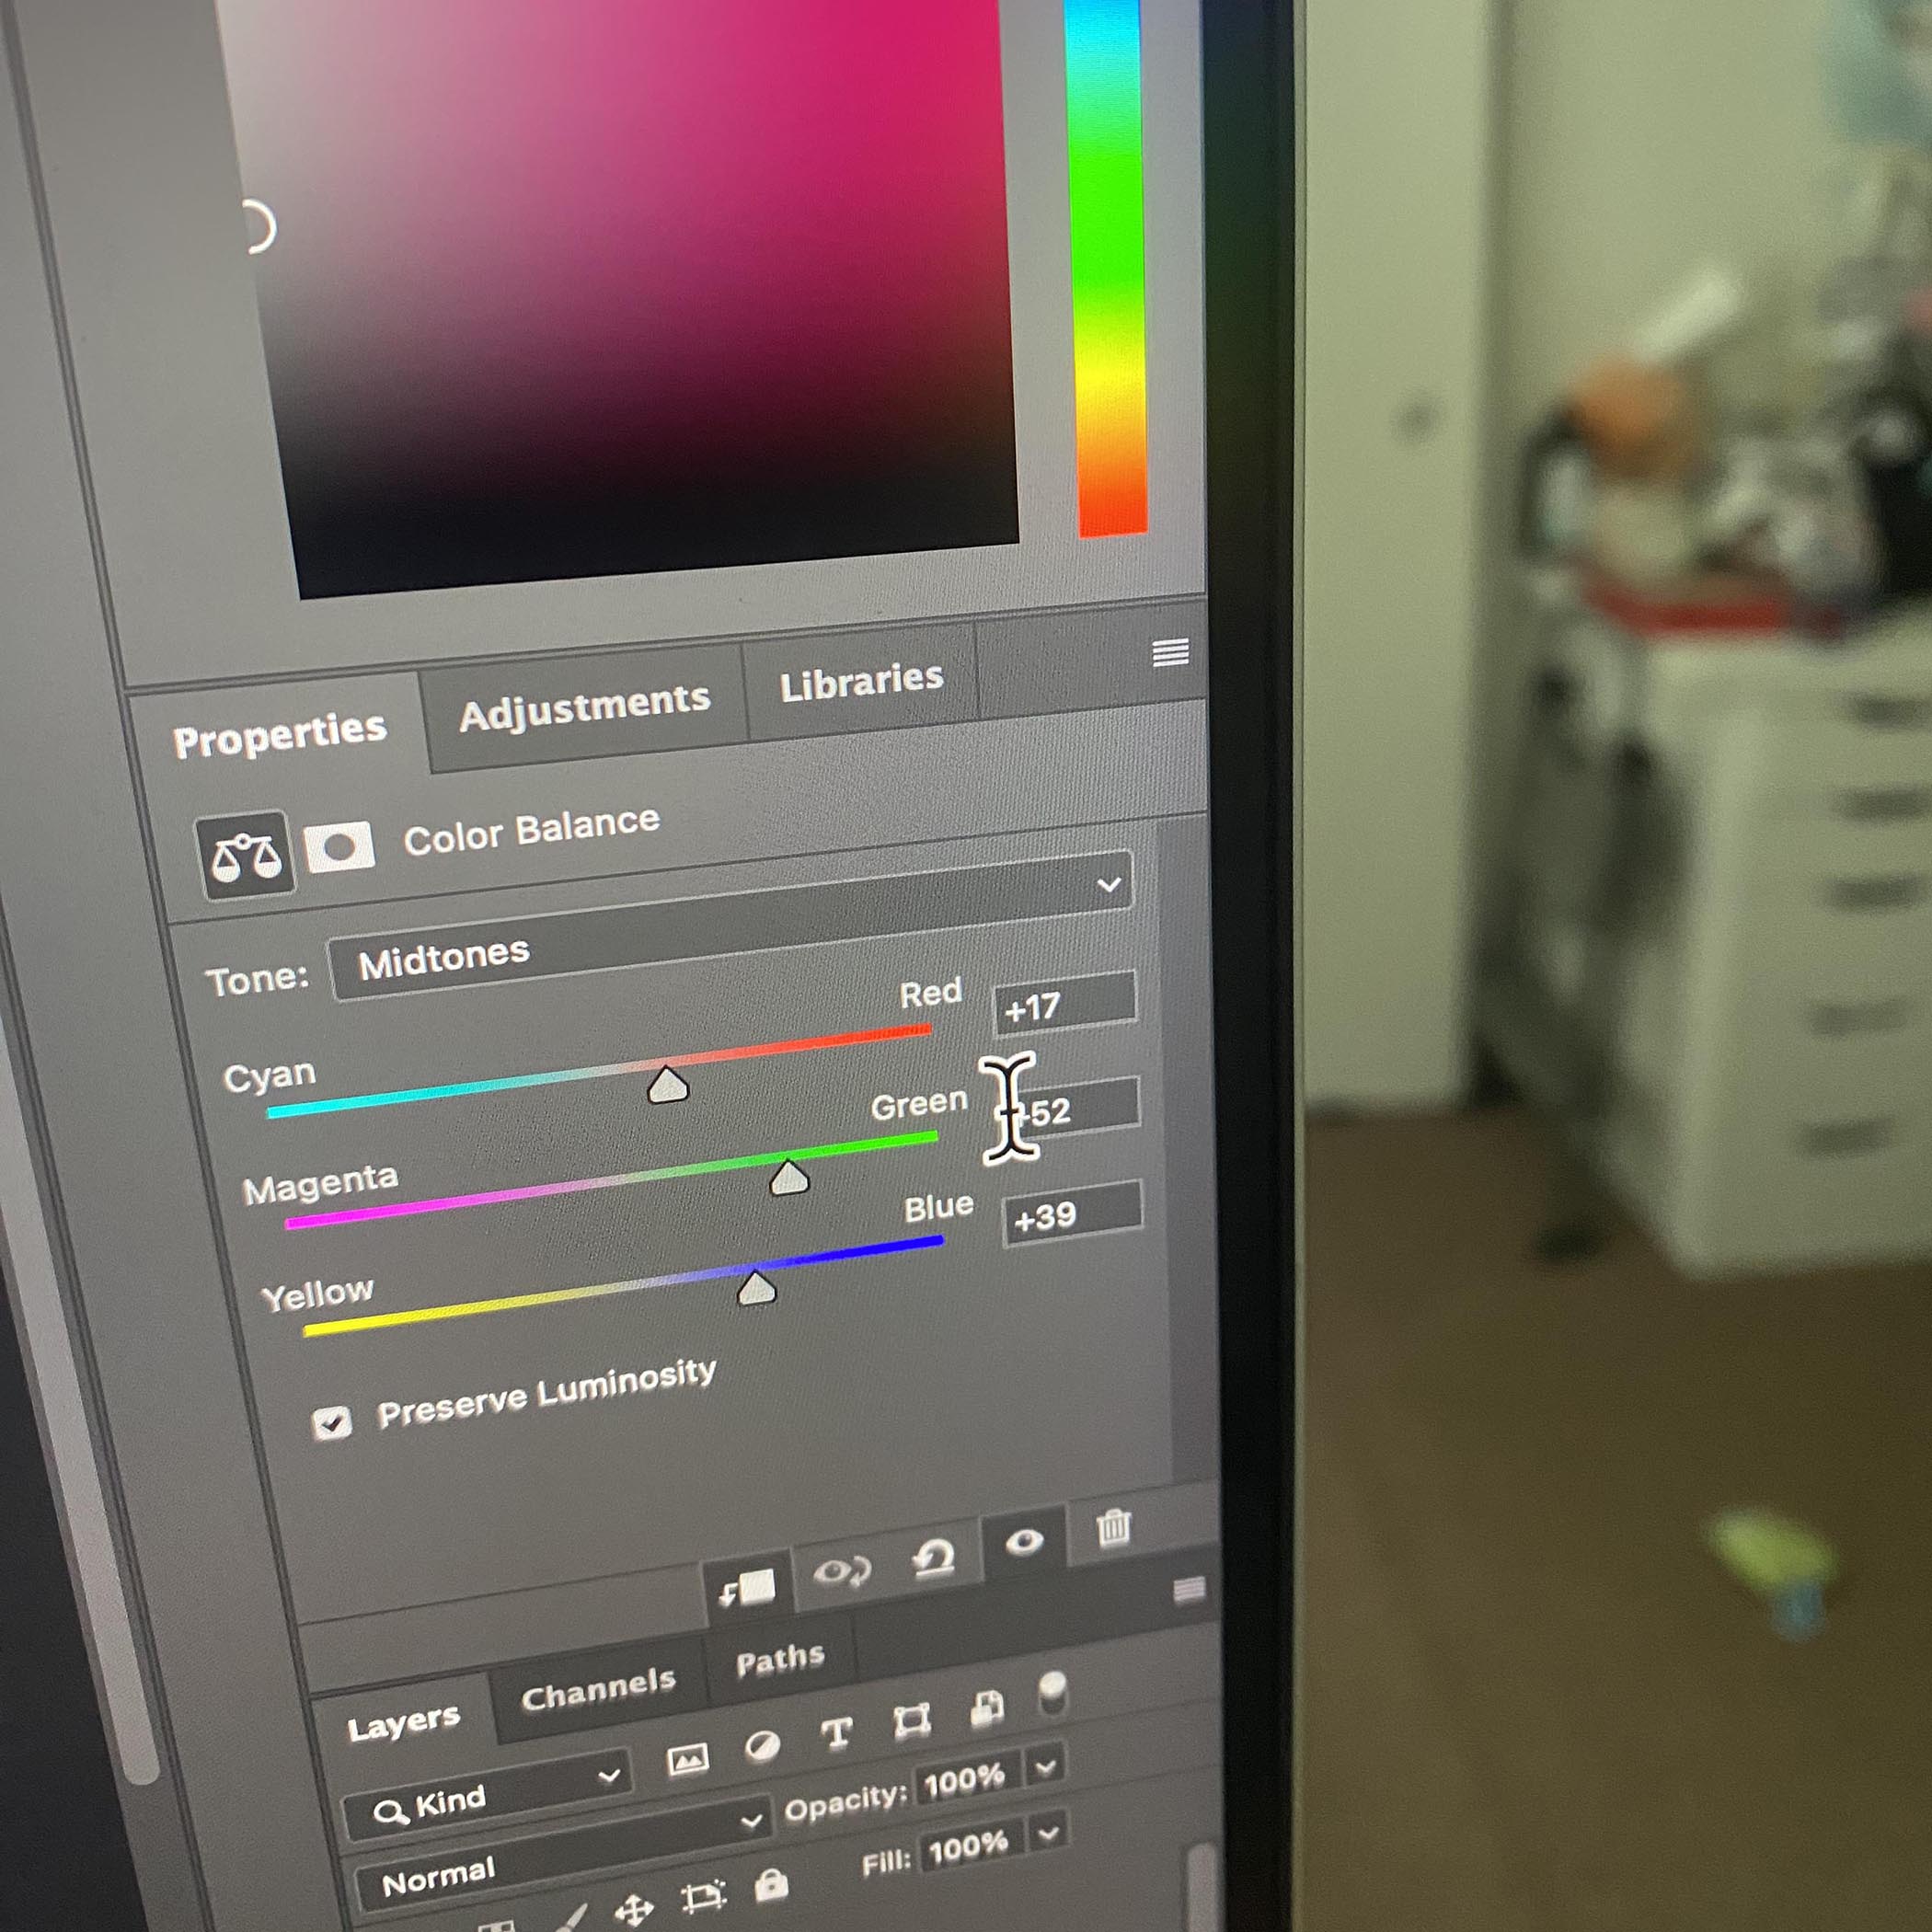 Properties Adjustments Libraries
Color Balance
Tone: Midtones
Cyan Red +17
Magenta Green +52
Yellow Blue +39
Preserve Luminosity
Layers Channels Paths
Kind
Normal Opacity: 100%
Fill: 100%